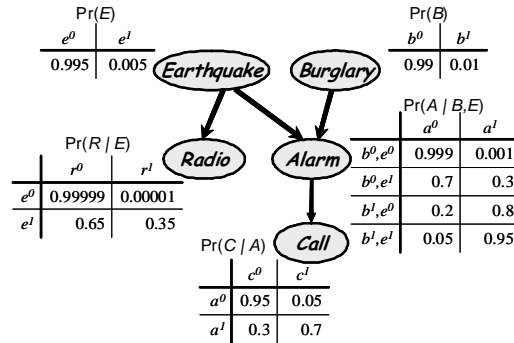 Pr(E)
e⁰ e¹
0.995 0.005
Pr(B)
b⁰ b¹
0.99 0.01
Earthquake
Burglary
Pr(R | E)
r⁰ r¹
e⁰ 0.99999 0.00001
e¹ 0.65 0.35
Radio
Alarm
Pr(A | B,E)
a⁰ a¹
b⁰,e⁰ 0.999 0.001
b⁰,e¹ 0.7 0.3
b¹,e⁰ 0.2 0.8
b¹,e¹ 0.05 0.95
Call
Pr(C | A)
c⁰ c¹
a⁰ 0.95 0.05
a¹ 0.3 0.7